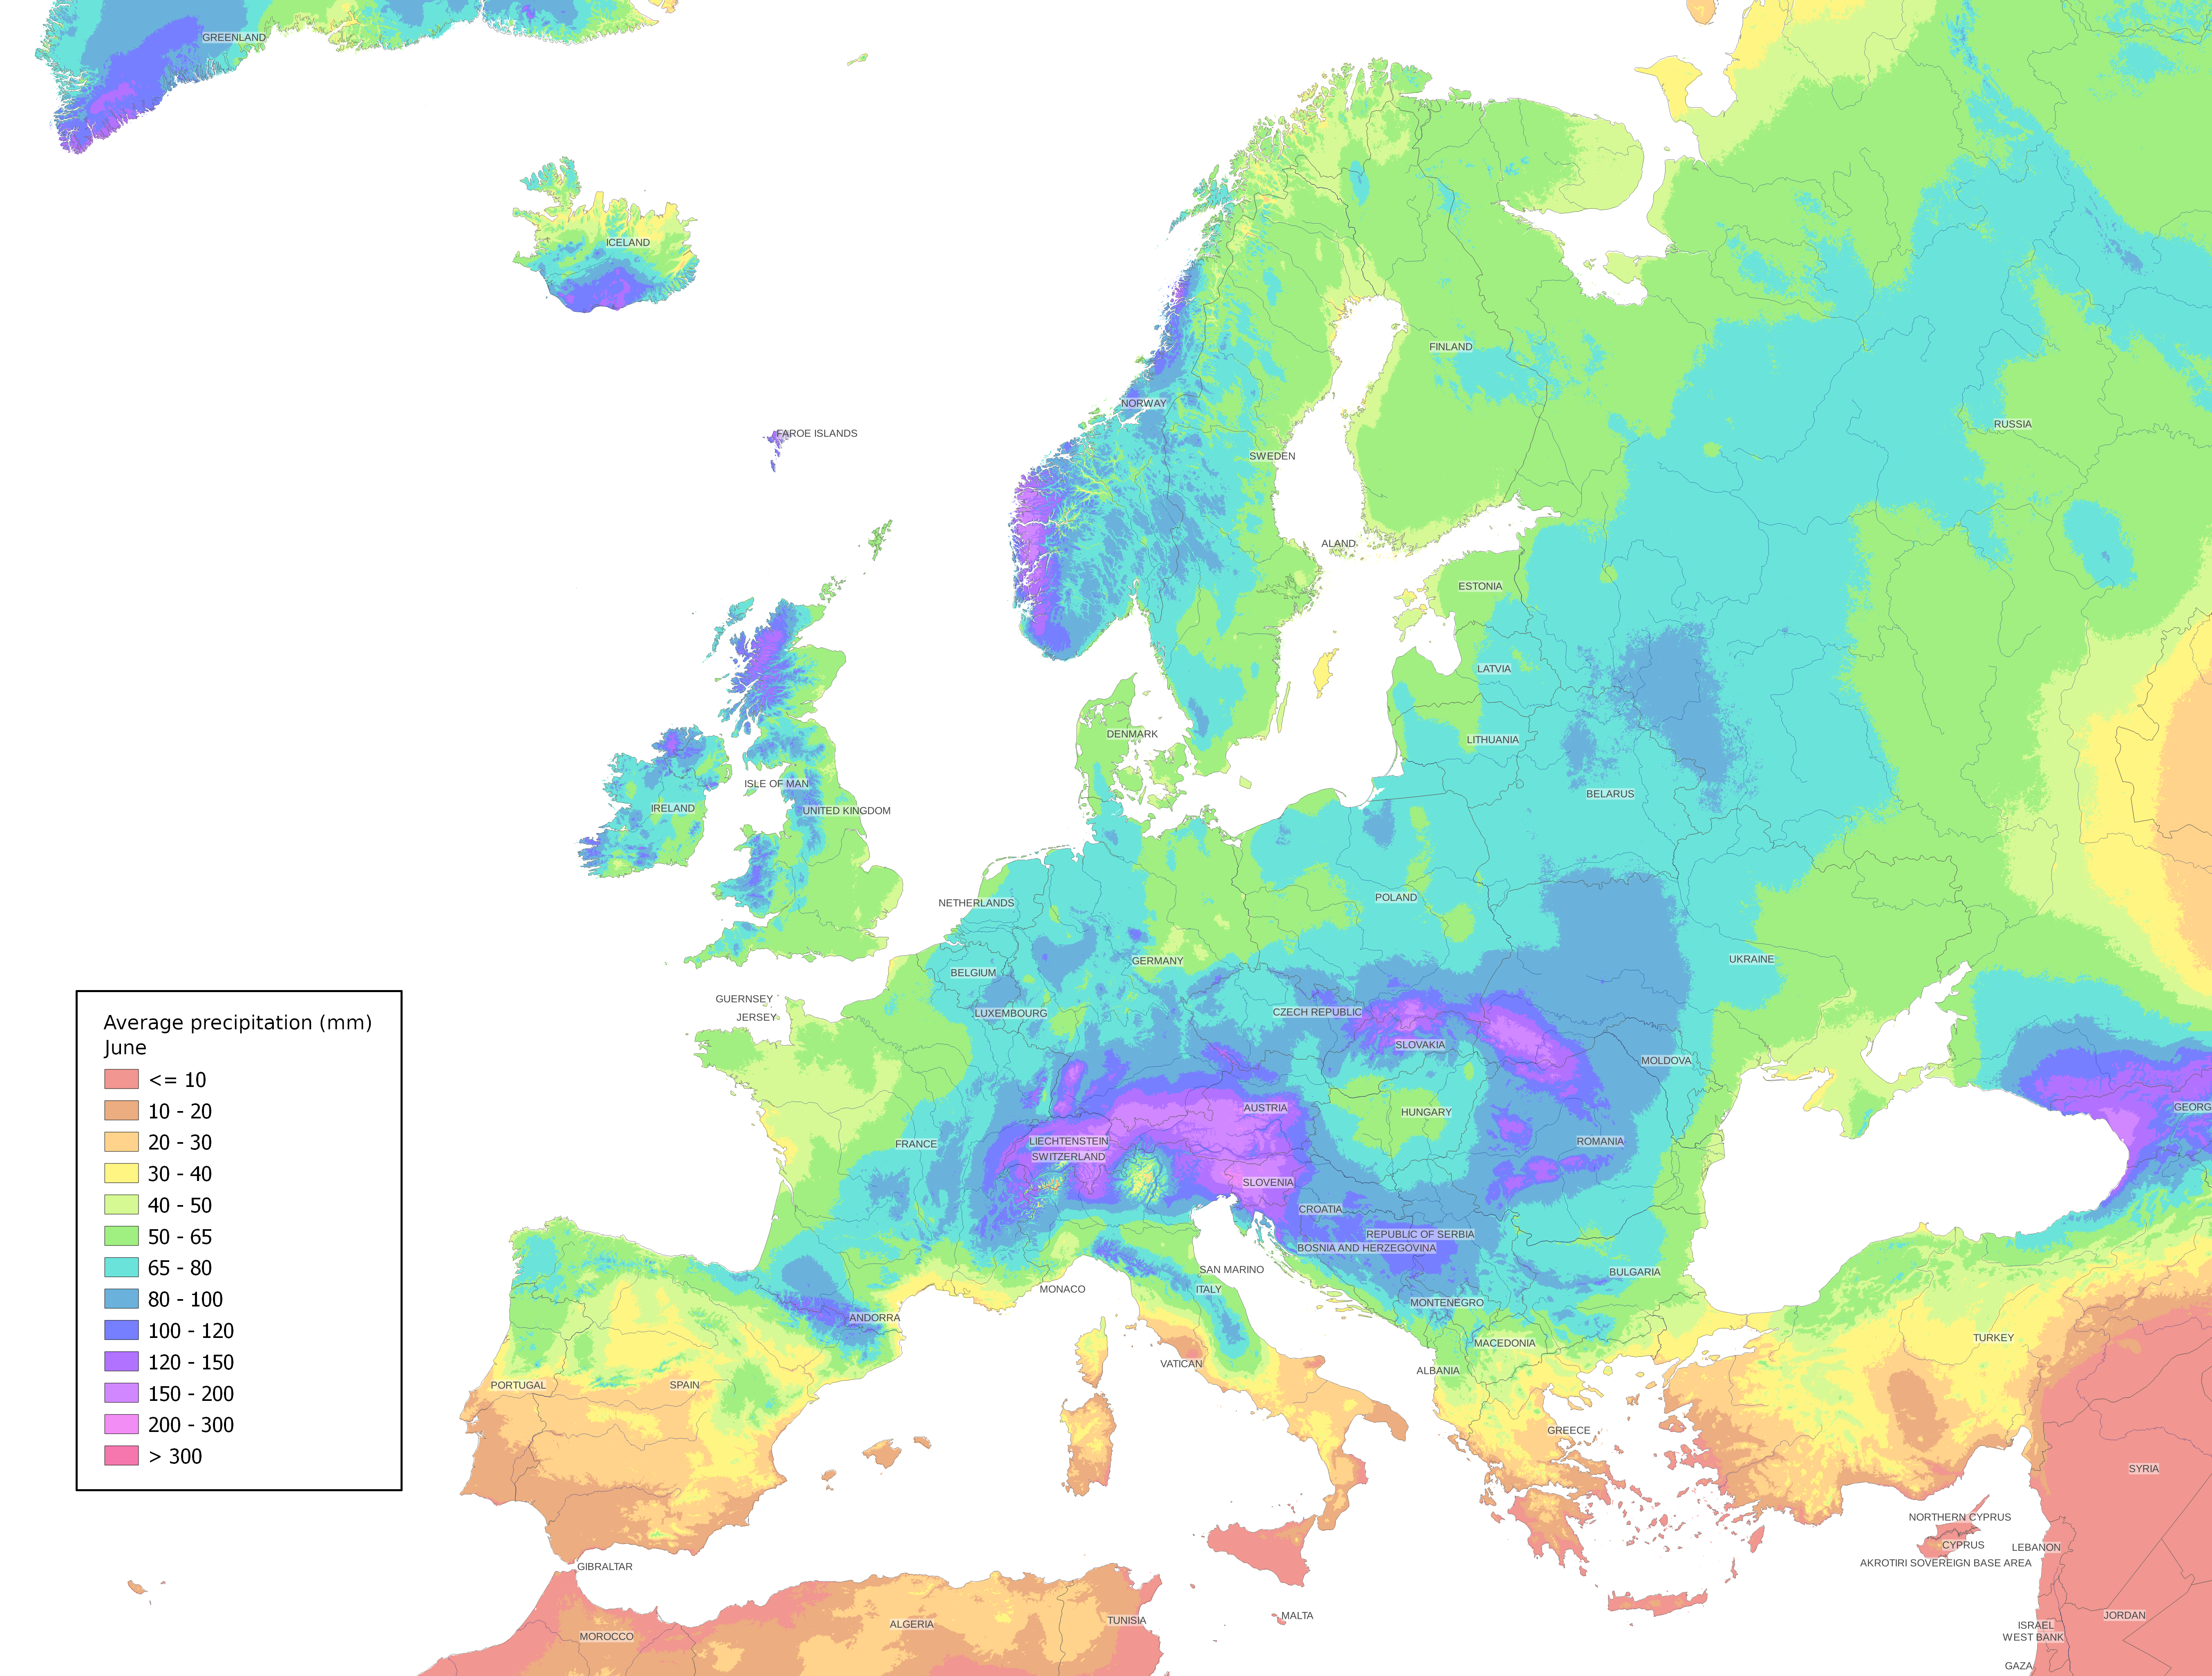 GREENLAND
ICELAND
FINLAND
NORWAY
RUSSIA
FAROE ISLANDS
SWEDEN
ALAND
ESTONIA
LATVIA
DENMARK
LITHUANIA
ISLE OF MAN
BELARUS
IRELAND
UNITED KINGDOM
POLAND
NETHERLANDS
UKRAINE
GERMANY
BELGIUM
GUERNSEY
LUXEMBOURG
CZECH REPUBLIC
JERSEY
SLOVAKIA
MOLDOVA
GEORG
AUSTRIA
HUNGARY
LIECHTENSTEIN
ROMANIA
FRANCE
SWITZERLAND
SLOVENIA
CROATIA
REPUBLIC OF SERBIA
BOSNIA AND HERZEGOVINA
SAN MARINO
BULGARIA
MONACO
ITALY
MONTENEGRO
ANDORRA
TURKEY
MACEDONIA
VATICAN
ALBANIA
PORTUGAL
SPAIN
GREECE
SYRIA
NORTHERN CYPRUS
CYPRUS
LEBANON
AKROTIRI SOVEREIGN BASE AREA
GIBRALTAR
MALTA
JORDAN
TUNISIA
ALGERIA
ISRAEL
MOROCCO
WEST BANK
GAZA
Average precipitation (mm)
June
<= 10
10 - 20
20 - 30
30 - 40
40 - 50
50 - 65
65 - 80
80 - 100
100 - 120
120 - 150
150 - 200
200 - 300
> 300